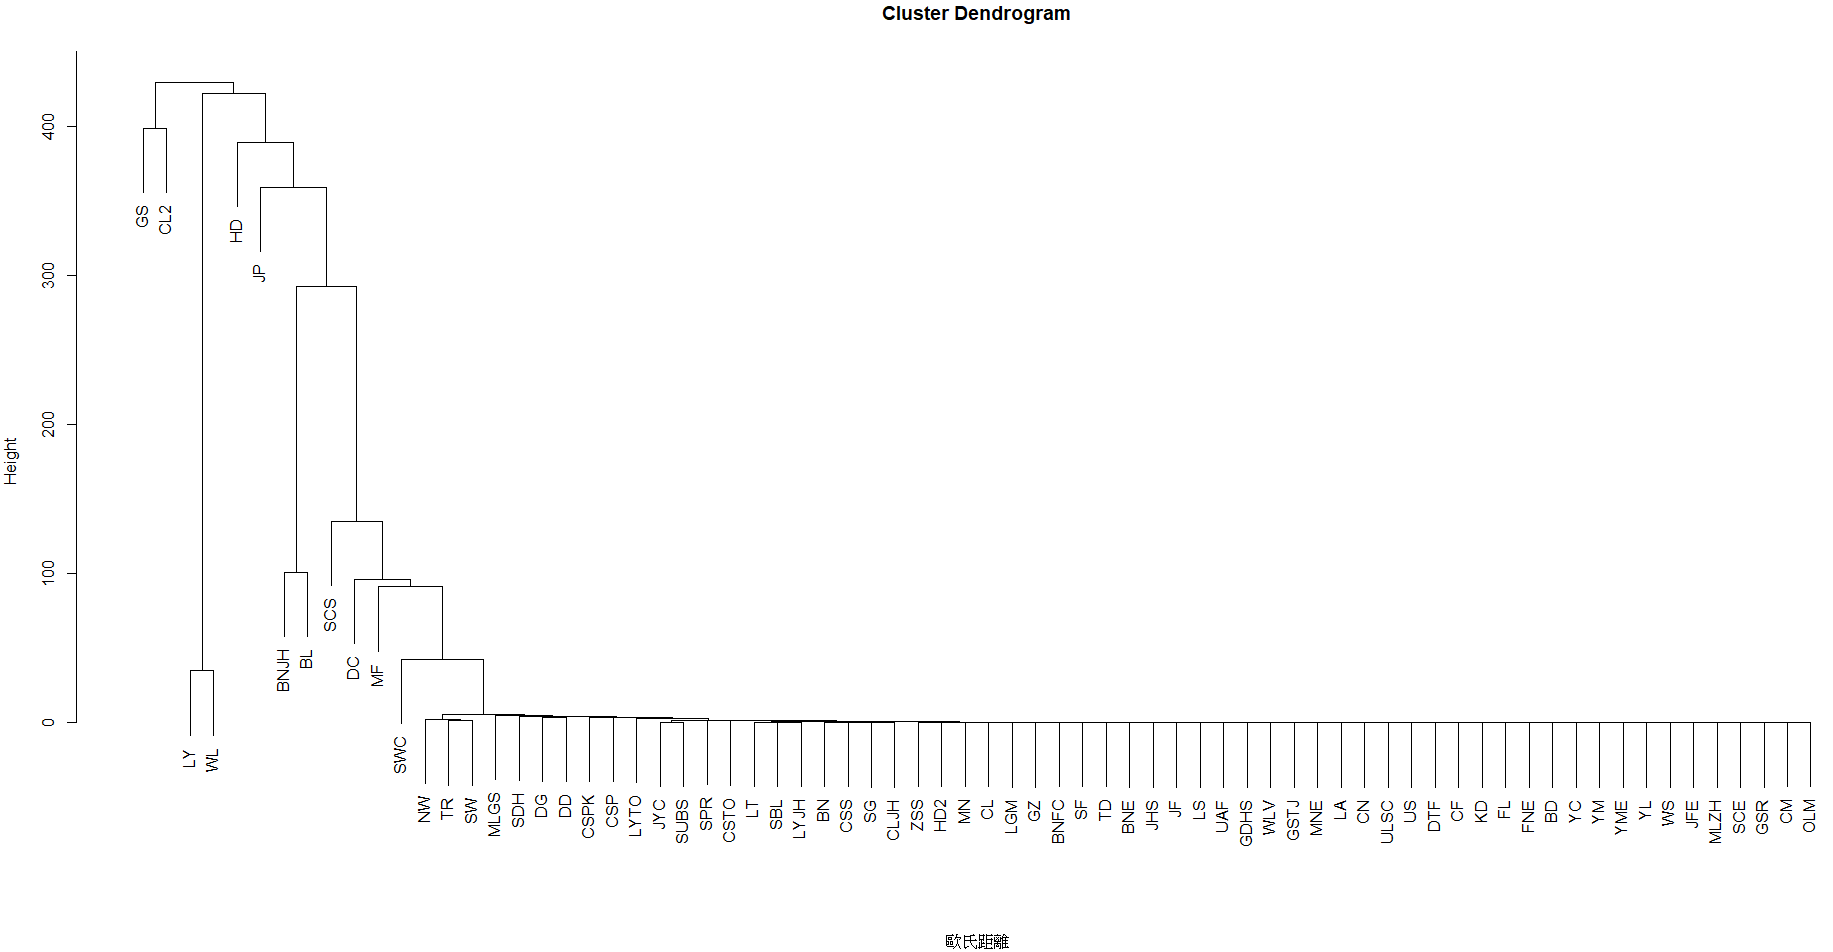 Cluster Dendrogram
Height
0
100
200
300
400
GS
CL2
LY
WL
HD
JP
BNJH
BL
SCS
DC
MF
SWC
NW
TR
SW
MLGS
SDH
DG
DD
CSPK
CSP
LYTO
JYC
SUBS
SPR
CSTO
LT
SBL
LYJH
BN
CSS
SG
CLJH
ZSS
HD2
MN
CL
LGM
GZ
BNFC
SF
TD
BNE
JHS
JF
LS
UAF
GDHS
WLV
GSTJ
MNE
LA
CN
ULSC
US
DTF
CF
KD
FL
FNE
BD
YC
YM
YME
YL
WS
JFE
MLZH
SCE
GSR
CM
OLM
歐氏距離